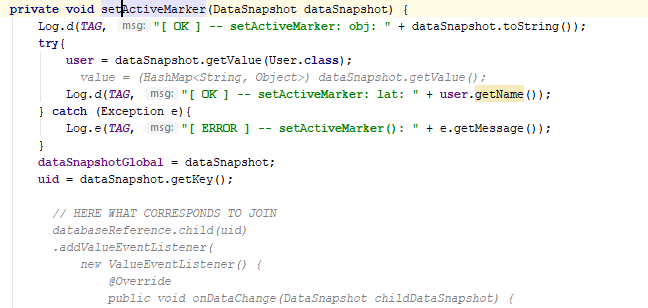 private void setActiveMarker(DataSnapshot dataSnapshot) {
Log.d(TAG, msg: "[ OK ] -- setActiveMarker: obj: " + dataSnapshot.toString());
try{
user = dataSnapshot.getValue(User.class);
value = (HashMap<String, Object>) dataSnapshot.getValue();
Log.d(TAG, msg: "[ OK ] -- setActiveMarker: lat: " + user.getName());
} catch (Exception e){
Log.e(TAG, msg: "[ ERROR ] -- setActiveMarker(): " + e.getMessage());
}
dataSnapshotGlobal = dataSnapshot;
uid = dataSnapshot.getKey();
// HERE WHAT CORRESPONDS TO JOIN
databaseReference.child(uid)
.addValueEventListener(
new ValueEventListener() {
@Override
public void onDataChange(DataSnapshot childDataSnapshot) {